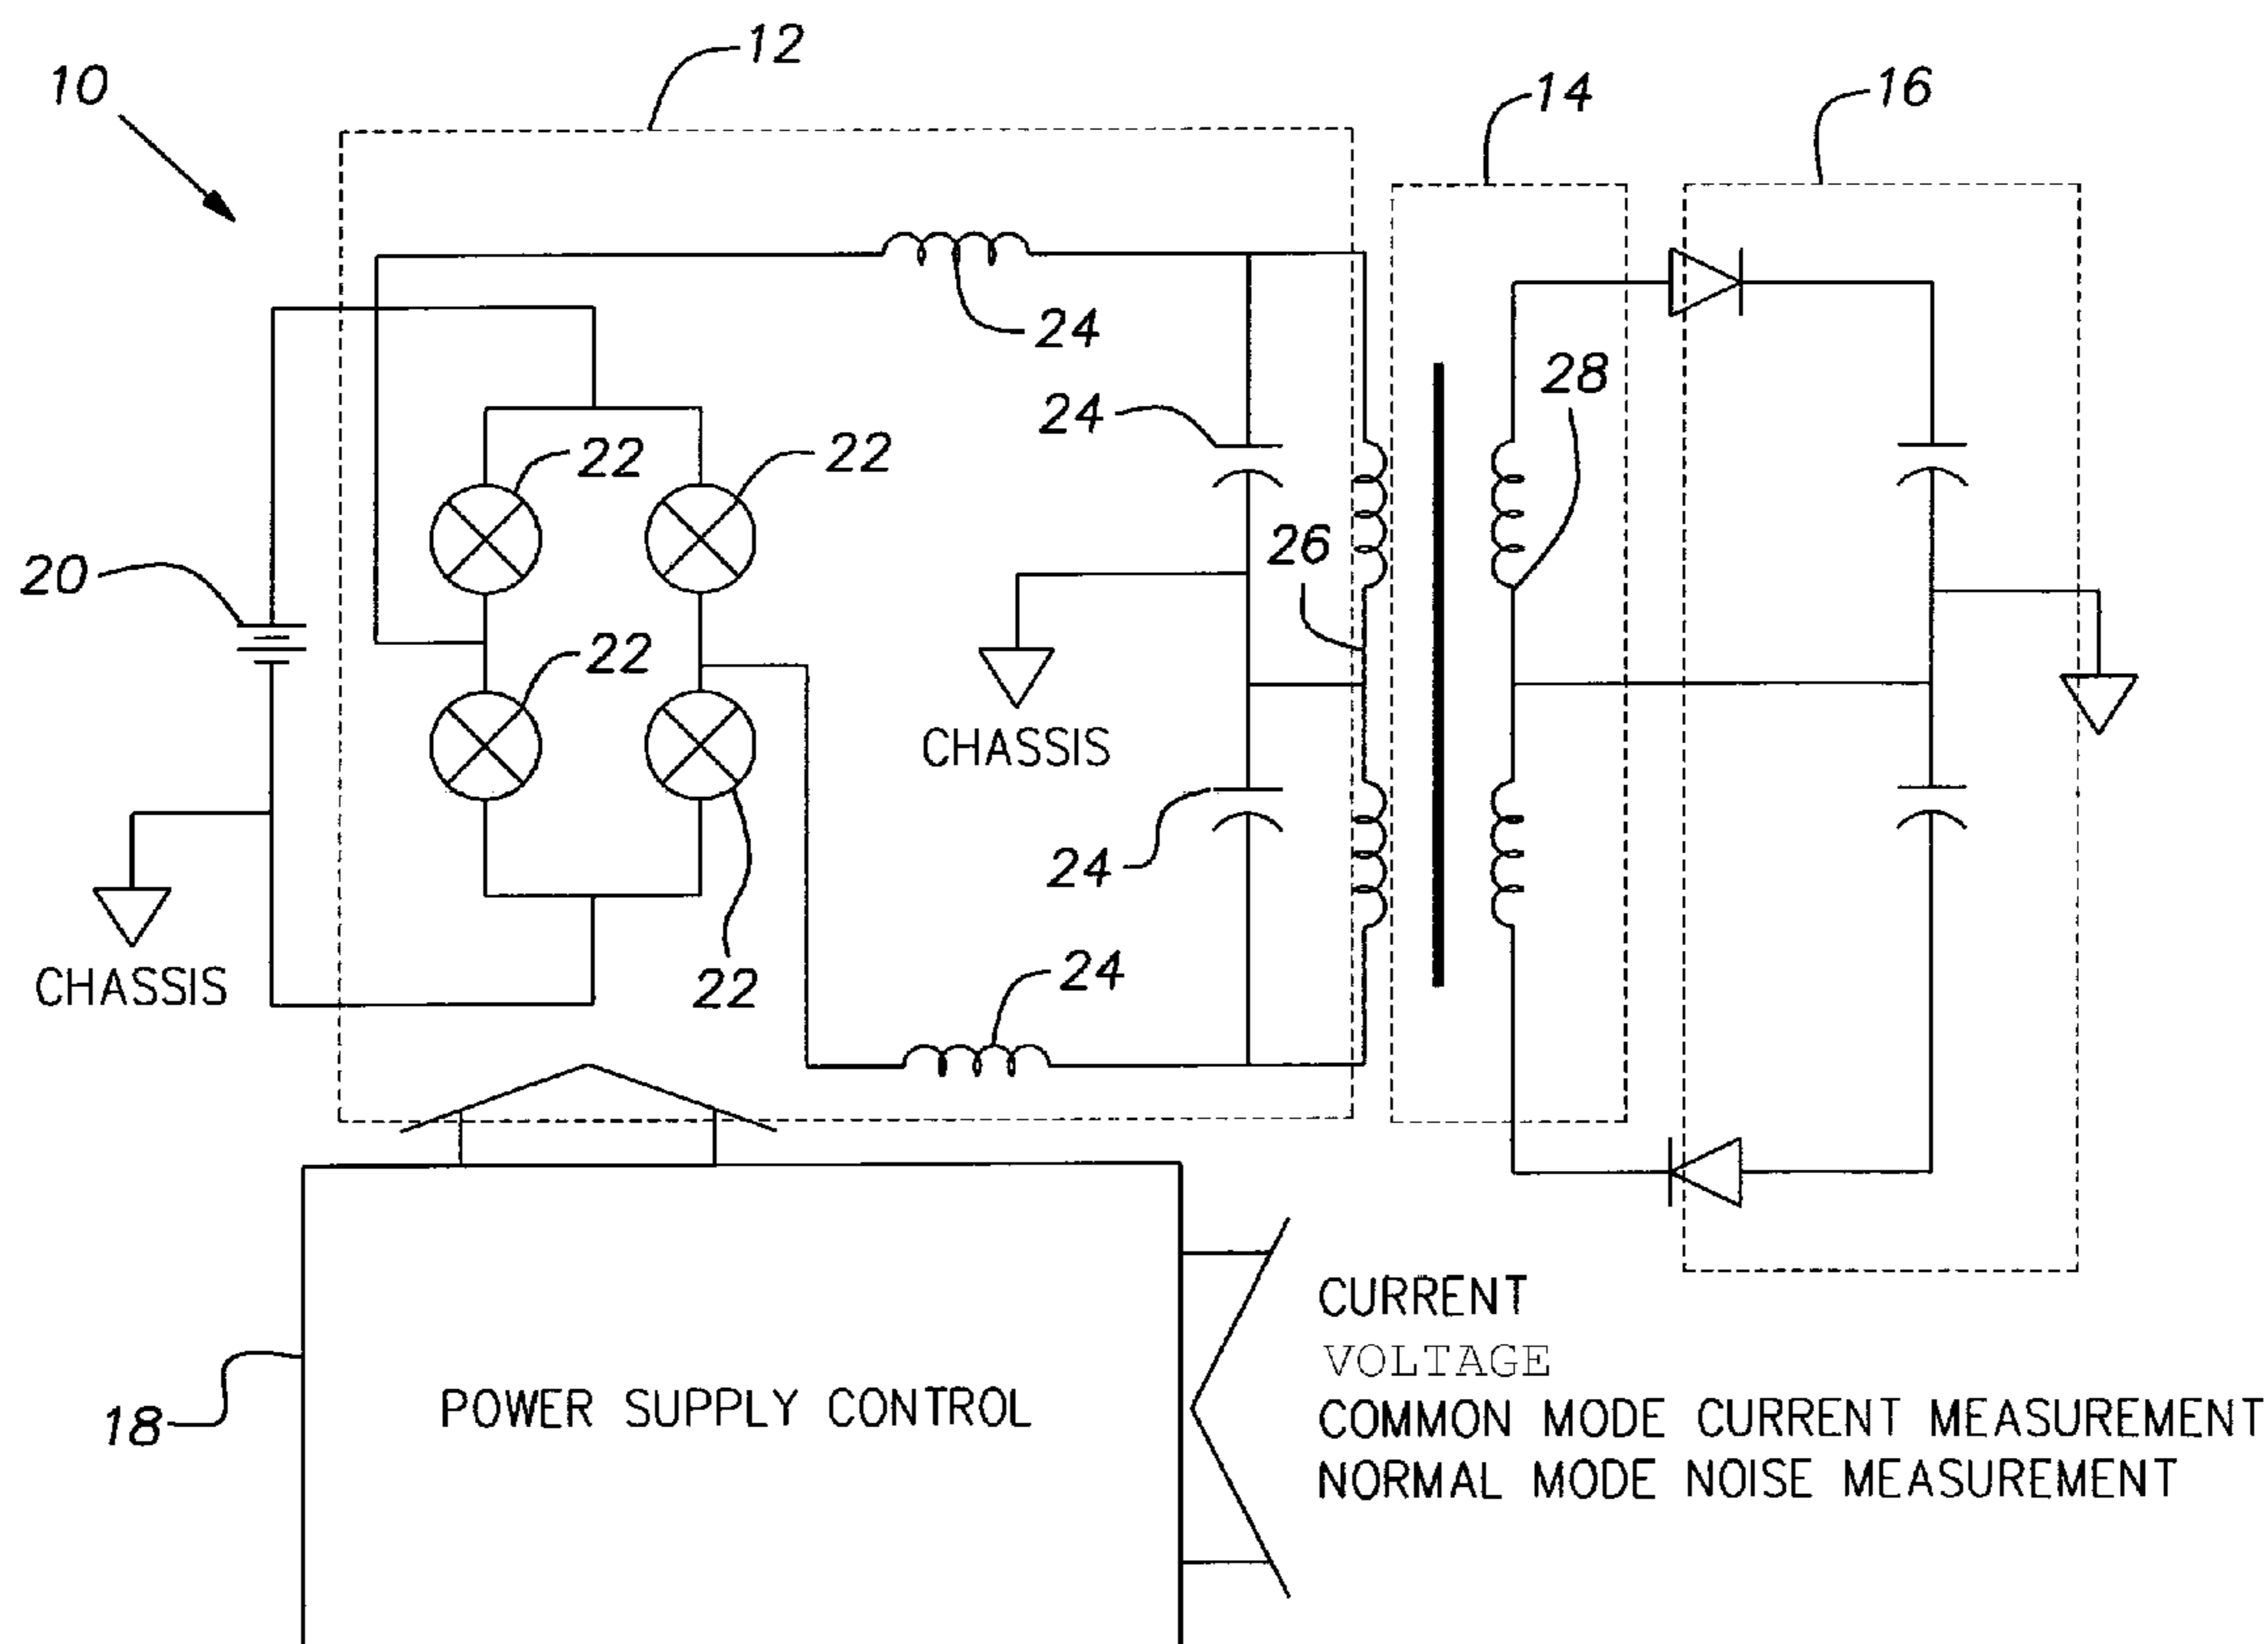 12
10
14
16
24
28
24
22
22
26
20
22
CHASSIS
24
24
22
CHASSIS
CURRENT
VOLTAGE
COMMON MODE CURRENT MEASUREMENT
NORMAL MODE NOISE MEASUREMENT
POWER SUPPLY CONTROL
18